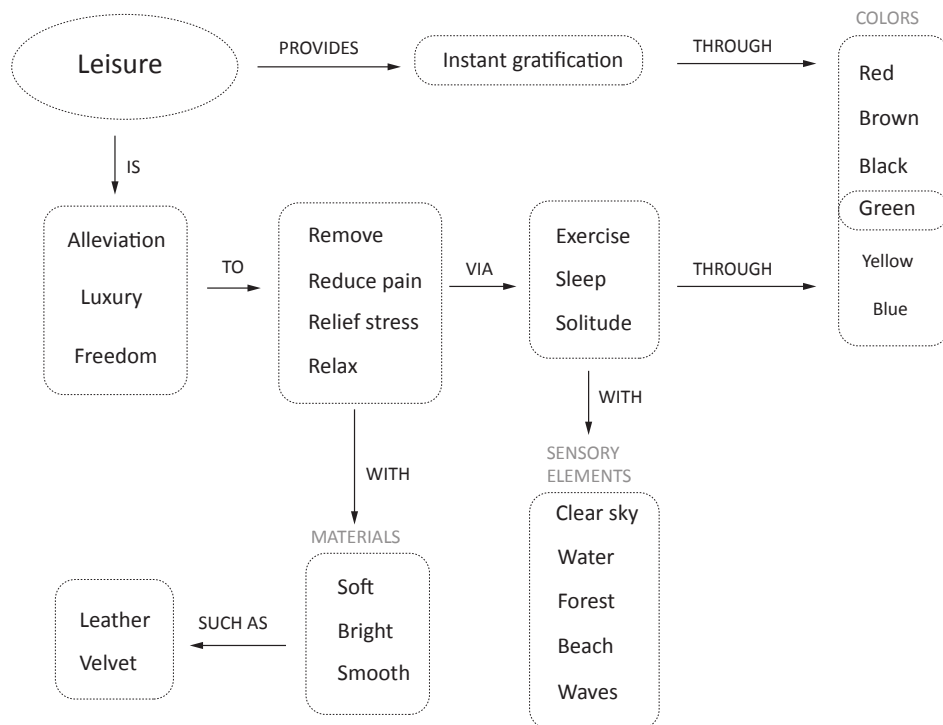 COLORS
Leisure
PROVIDES
Instant gratification
THROUGH
Red
Brown
Black
Green
Yellow
Blue
IS
Alleviation
Luxury
Freedom
TO
Remove
Reduce pain
Relief stress
Relax
VIA
Exercise
Sleep
Solitude
THROUGH
WITH
SENSORY
ELEMENTS
Clear sky
Water
Forest
Beach
Waves
WITH
MATERIALS
Soft
Bright
Smooth
SUCH AS
Leather
Velvet